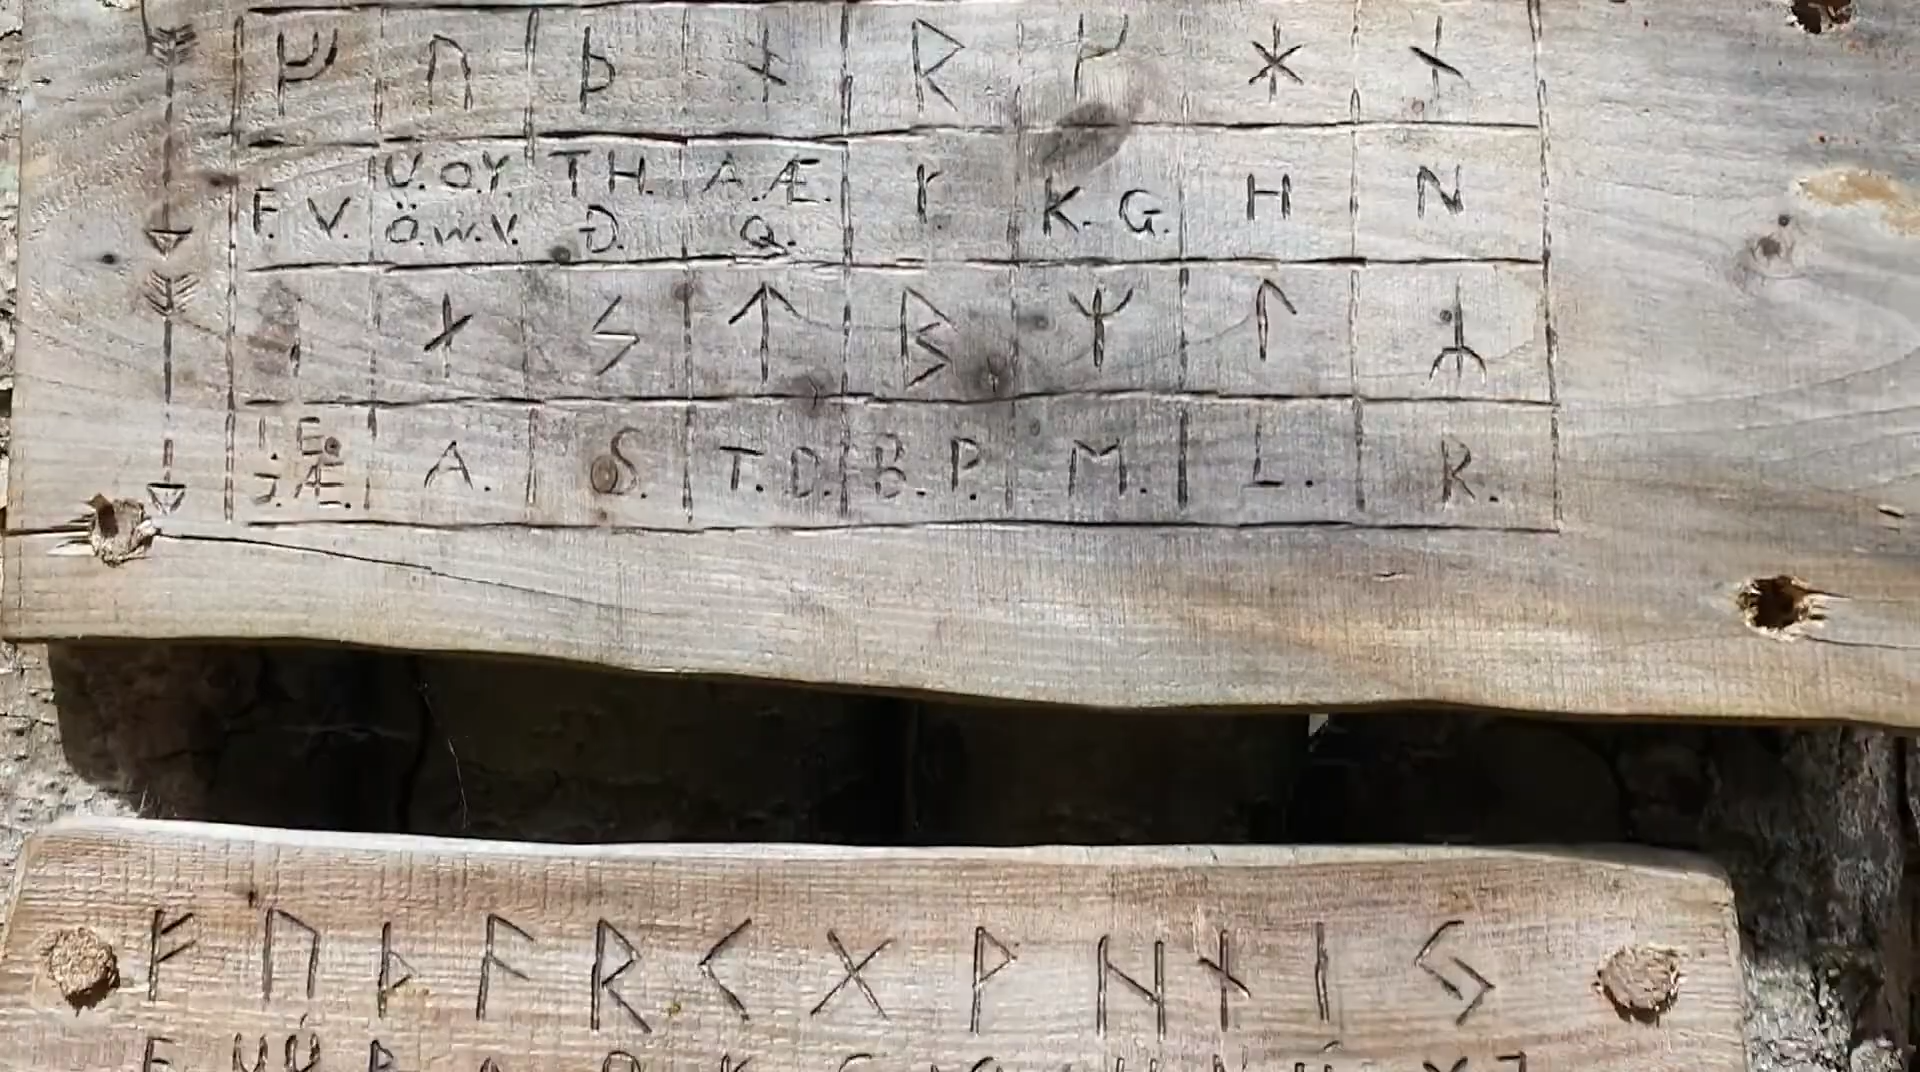 ᚠ ᚢ ᚦ ᚬ ᚱ ᚴ ᚼ ᚾ
F. V. U. O.Y. Ö.W.V. TH. Ð. A. Æ. Q. r. K. G. H N
ᛁ ᛅ ᛋ ᛏ ᛒ ᛘ ᛚ ᛦ
I. E. J. Æ. A. S. T. D. B. P. M. L. R.
ᚠ ᚢ ᚦ ᚨ ᚱ ᚲ ᚷ ᚹ ᚺ ᚾ ᛁ ᛃ